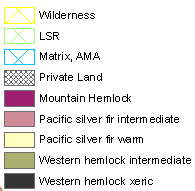 Wilderness
LSR
Matrix, AMA
Private Land
Mountain Hemlock
Pacific silver fir intermediate
Pacific silver fir warm
Western hemlock intermediate
Western hemlock xeric